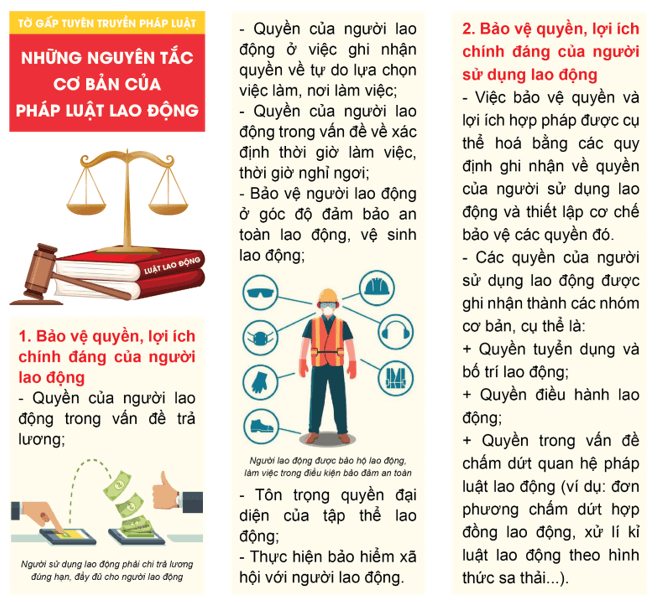 TỜ GẤP TUYÊN TRUYỀN PHÁP LUẬT
NHỮNG NGUYÊN TẮC
CƠ BẢN CỦA
PHÁP LUẬT LAO ĐỘNG
LUẬT LAO ĐỘNG
1. Bảo vệ quyền, lợi ích
chính đáng của người
lao động
- Quyền của người lao
động trong vấn đề trả
lương;
Người sử dụng lao động phải chi trả lương
đúng hạn, đầy đủ cho người lao động
- Quyền của người lao
động ở việc ghi nhận
quyền về tự do lựa chọn
việc làm, nơi làm việc;
- Quyền của người lao
động trong vấn đề về xác
định thời giờ làm việc,
thời giờ nghỉ ngơi;
- Bảo vệ người lao động
ở góc độ đảm bảo an
toàn lao động, vệ sinh
lao động;
Người lao động được bảo hộ lao động,
làm việc trong điều kiện bảo đảm an toàn
- Tôn trọng quyền đại
diện của tập thể lao
động;
- Thực hiện bảo hiểm xã
hội với người lao động.
2. Bảo vệ quyền, lợi ích
chính đáng của người
sử dụng lao động
- Việc bảo vệ quyền và
lợi ích hợp pháp được cụ
thể hoá bằng các quy
định ghi nhận về quyền
của người sử dụng lao
động và thiết lập cơ chế
bảo vệ các quyền đó.
- Các quyền của người
sử dụng lao động được
ghi nhận thành các nhóm
cơ bản, cụ thể là:
+ Quyền tuyển dụng và
bố trí lao động;
+ Quyền điều hành lao
động;
+ Quyền trong vấn đề
chấm dứt quan hệ pháp
luật lao động (ví dụ: đơn
phương chấm dứt hợp
đồng lao động, xử lí kỉ
luật lao động theo hình
thức sa thải...).